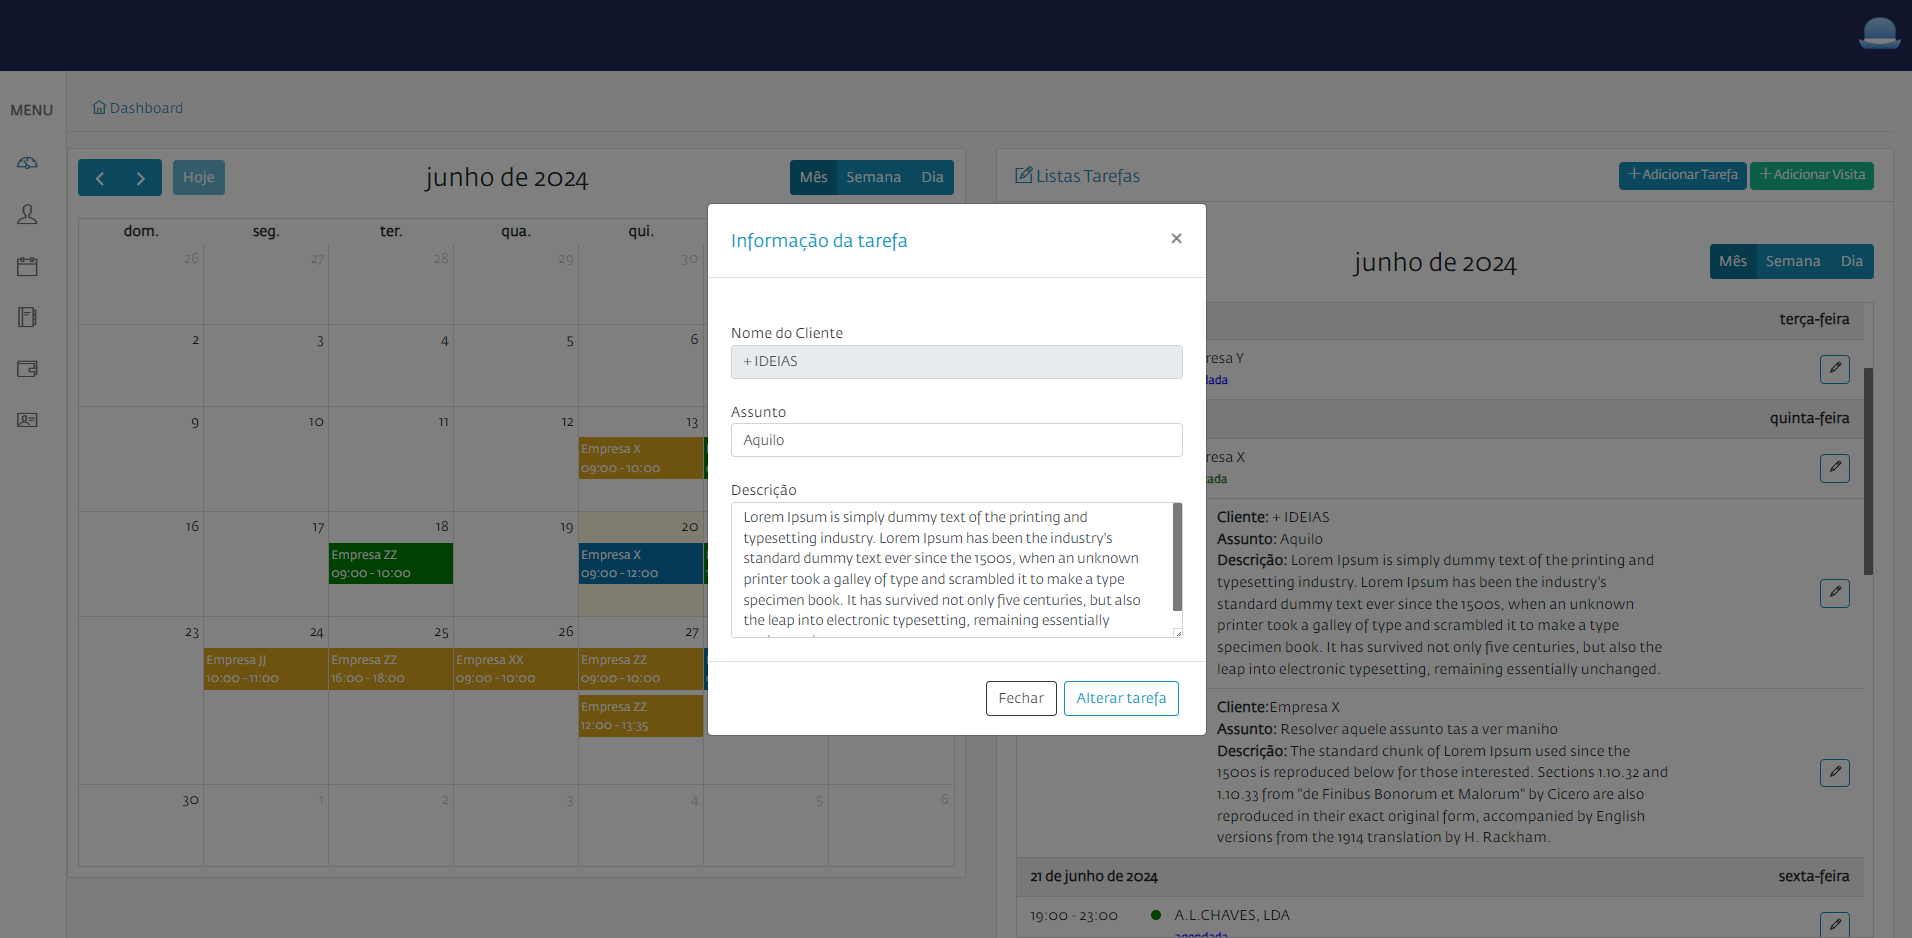 MENU
Dashboard
Hoje
junho de 2024
Mês Semana Dia
dom. seg. ter. qua. qui.
26 27 28 29 30
2 3 4 5 6
9 10 11 12 13
Empresa X
09:00 - 10:00
16 17 18 19 20
Empresa ZZ
09:00 - 10:00
Empresa X
09:00 - 12:00
23 24 25 26 27
Empresa JJ
10:00 - 11:00
Empresa ZZ
16:00 - 18:00
Empresa XX
09:00 - 10:00
Empresa ZZ
09:00 - 10:00
Empresa ZZ
12:00 - 13:35
30 1 2 3 4 5 6
Informação da tarefa
×
Nome do Cliente
+ IDEIAS
Assunto
Aquilo
Descrição
Lorem Ipsum is simply dummy text of the printing and
typesetting industry. Lorem Ipsum has been the industry's
standard dummy text ever since the 1500s, when an unknown
printer took a galley of type and scrambled it to make a type
specimen book. It has survived not only five centuries, but also
the leap into electronic typesetting, remaining essentially
Fechar
Alterar tarefa
Listas Tarefas
+ Adicionar Tarefa
+ Adicionar Visita
junho de 2024
Mês Semana Dia
terça-feira
resa Y
dada
quinta-feira
resa X
Cliente: + IDEIAS
Assunto: Aquilo
Descrição: Lorem Ipsum is simply dummy text of the printing and
typesetting industry. Lorem Ipsum has been the industry's
standard dummy text ever since the 1500s, when an unknown
printer took a galley of type and scrambled it to make a type
specimen book. It has survived not only five centuries, but also the
leap into electronic typesetting, remaining essentially unchanged.
Cliente:Empresa X
Assunto: Resolver aquele assunto tas a ver maniho
Descrição: The standard chunk of Lorem Ipsum used since the
1500s is reproduced below for those interested. Sections 1.10.32 and
1.10.33 from "de Finibus Bonorum et Malorum" by Cicero are also
reproduced in their exact original form, accompanied by English
versions from the 1914 translation by H. Rackham.
21 de junho de 2024 sexta-feira
19:00 - 23:00 A.L.CHAVES, LDA
agendada